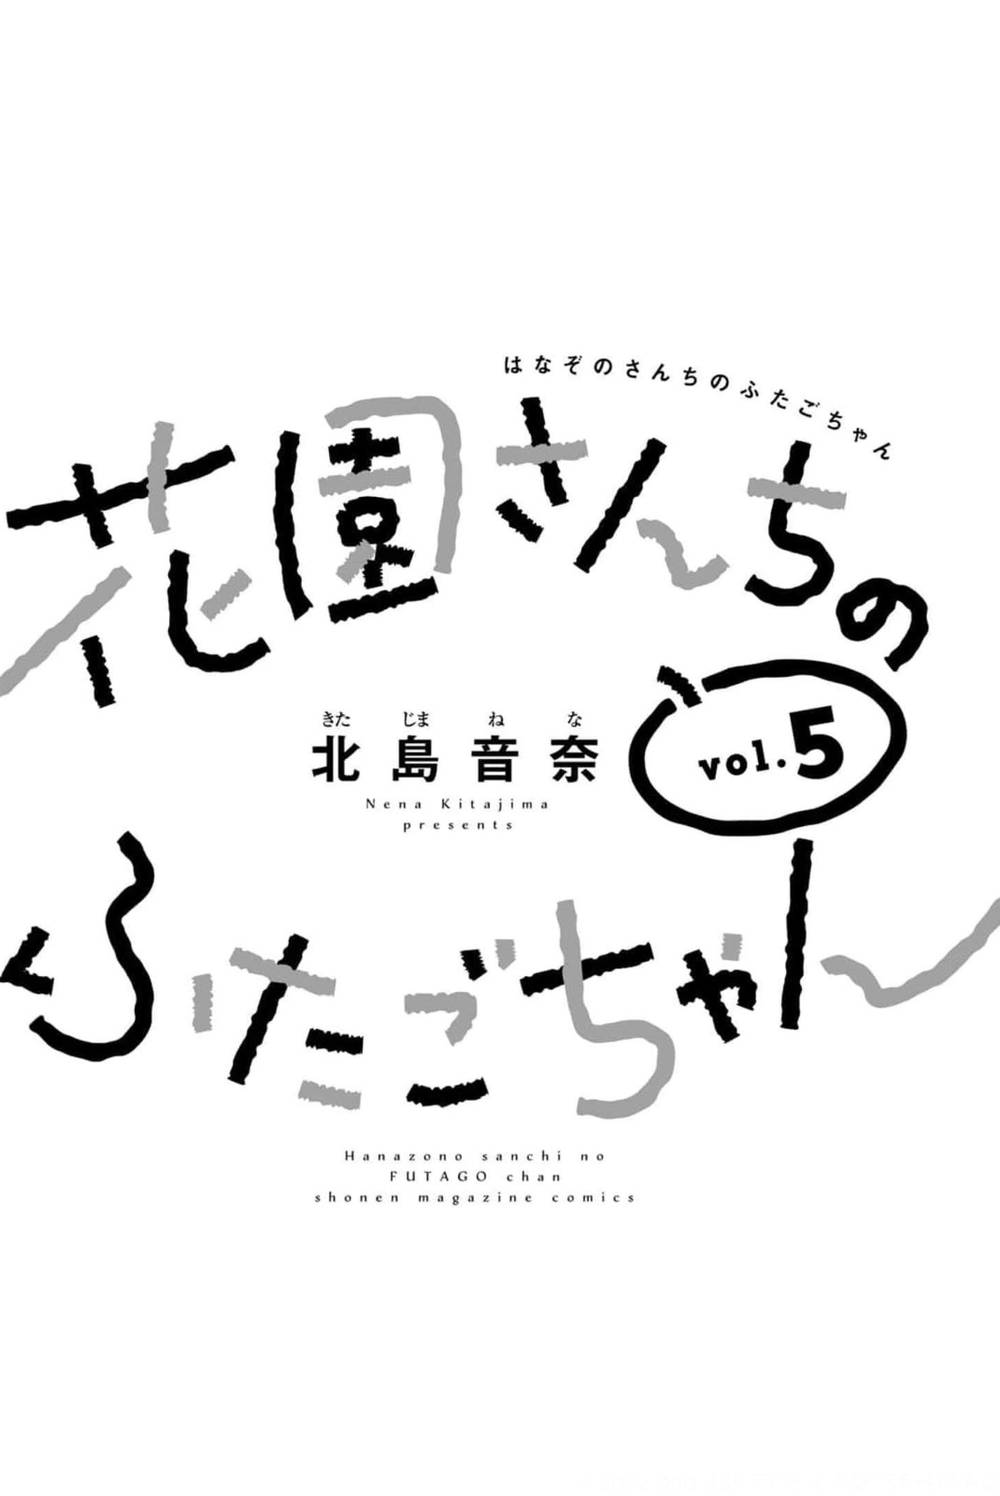 はなぞのさんちのふたごちゃん
花園さんちの
vol.5
きた じま ね な
北島音奈
Nena Kitajima
presents
ふたごちゃん
Hanazono sanchi no
FUTAGO chan
shonen magazine comics